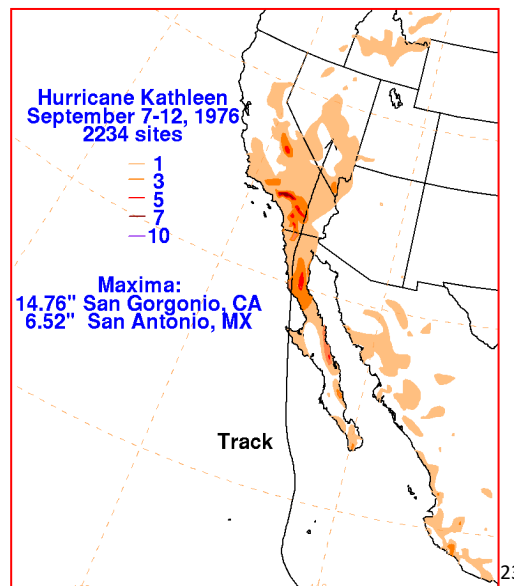 Hurricane Kathleen
September 7-12, 1976
2234 sites
1
3
5
7
10
Maxima:
14.76" San Gorgonio, CA
6.52" San Antonio, MX
Track